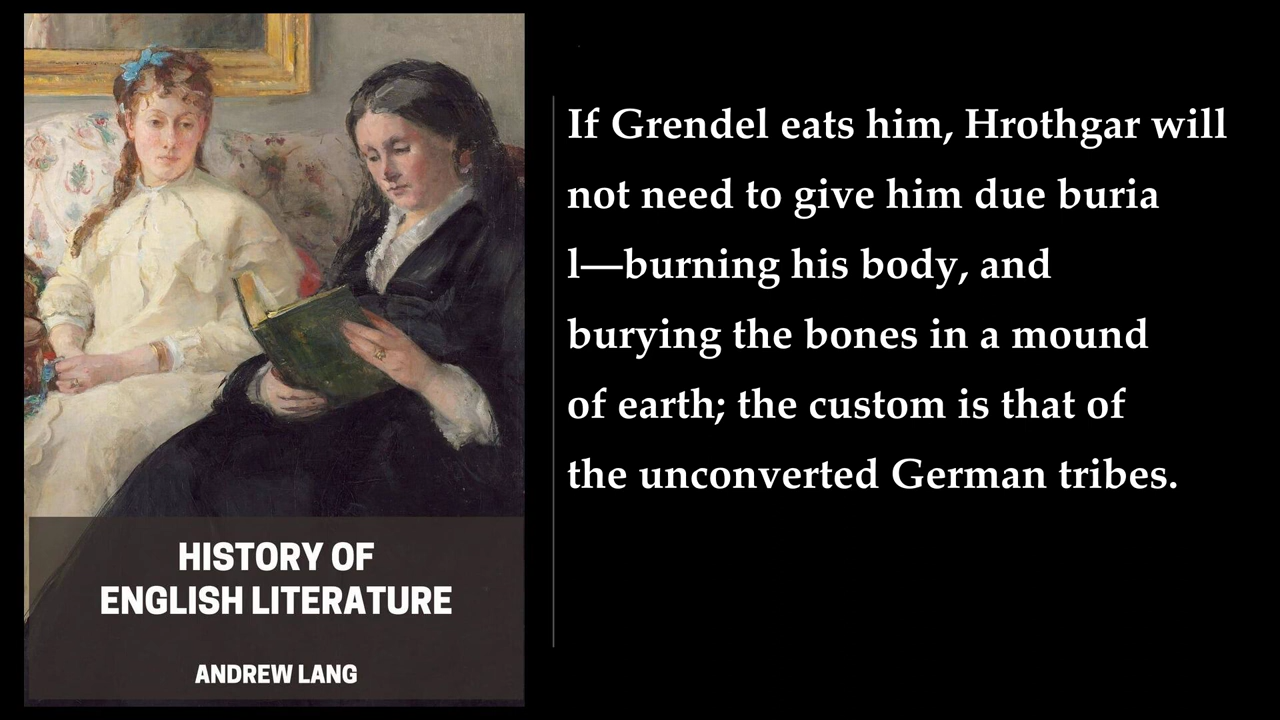 If Grendel eats him, Hrothgar will
not need to give him due buria
l—burning his body, and
burying the bones in a mound
of earth; the custom is that of
the unconverted German tribes.
HISTORY OF
ENGLISH LITERATURE
ANDREW LANG